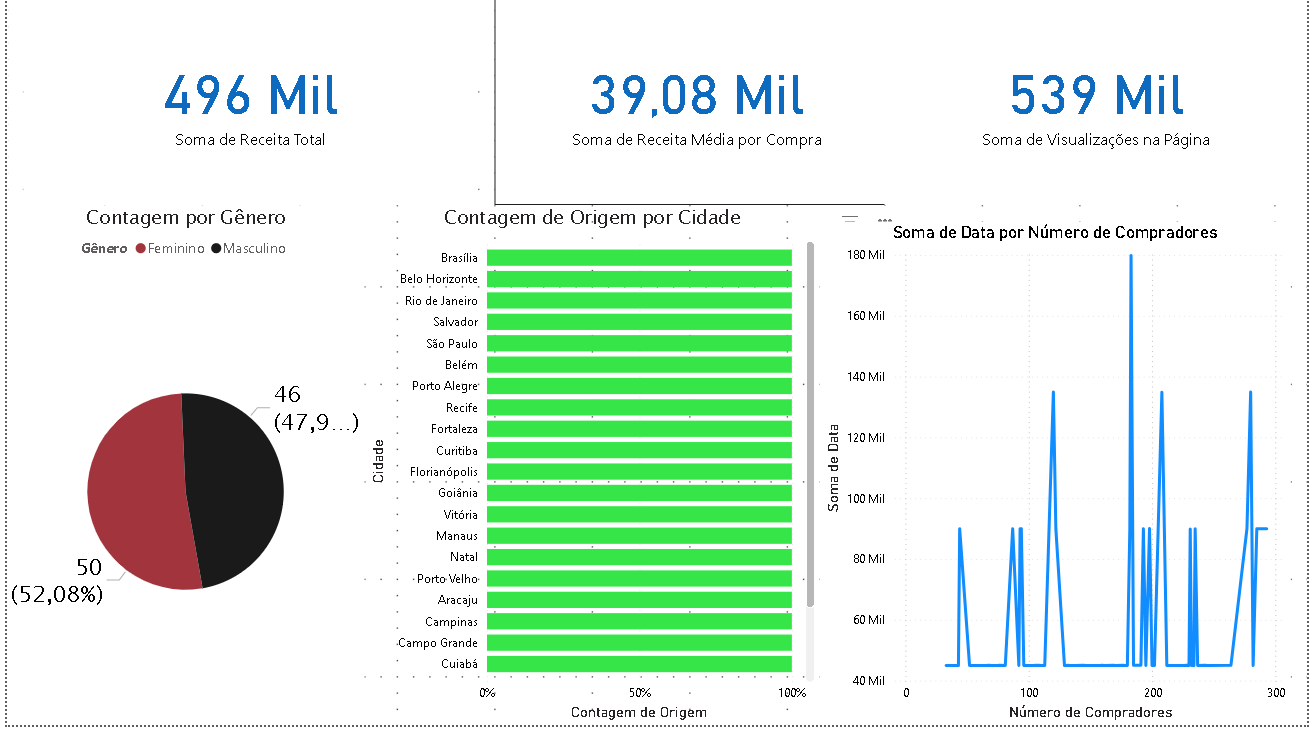 496 Mil
Soma de Receita Total
39,08 Mil
Soma de Receita Média por Compra
539 Mil
Soma de Visualizações na Página
Contagem por Gênero
Gênero Feminino Masculino
46
(47,9...)
50
(52,08%)
Contagem de Origem por Cidade
Cidade
Brasília
Belo Horizonte
Rio de Janeiro
Salvador
São Paulo
Belém
Porto Alegre
Recife
Fortaleza
Curitiba
Florianópolis
Goiânia
Vitória
Manaus
Natal
Porto Velho
Aracaju
Campinas
Campo Grande
Cuiabá
0% 50% 100%
Contagem de Origem
Soma de Data por Número de Compradores
Soma de Data
180 Mil
160 Mil
140 Mil
120 Mil
100 Mil
80 Mil
60 Mil
40 Mil
0 100 200 300
Número de Compradores